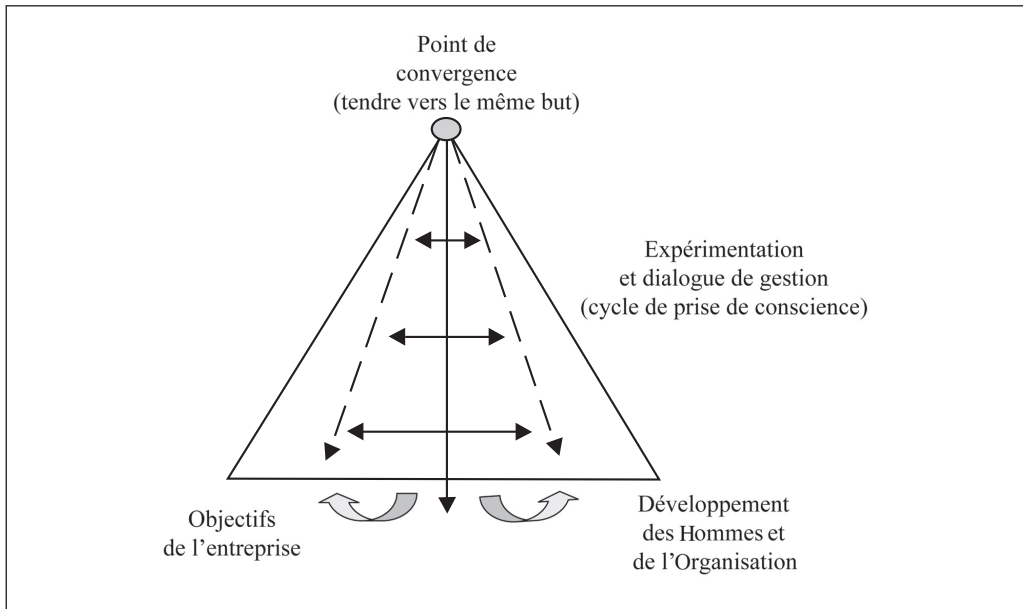 Point de
convergence
(tendre vers le même but)
Expérimentation
et dialogue de gestion
(cycle de prise de conscience)
Objectifs
de l’entreprise
Développement
des Hommes et
de l’Organisation